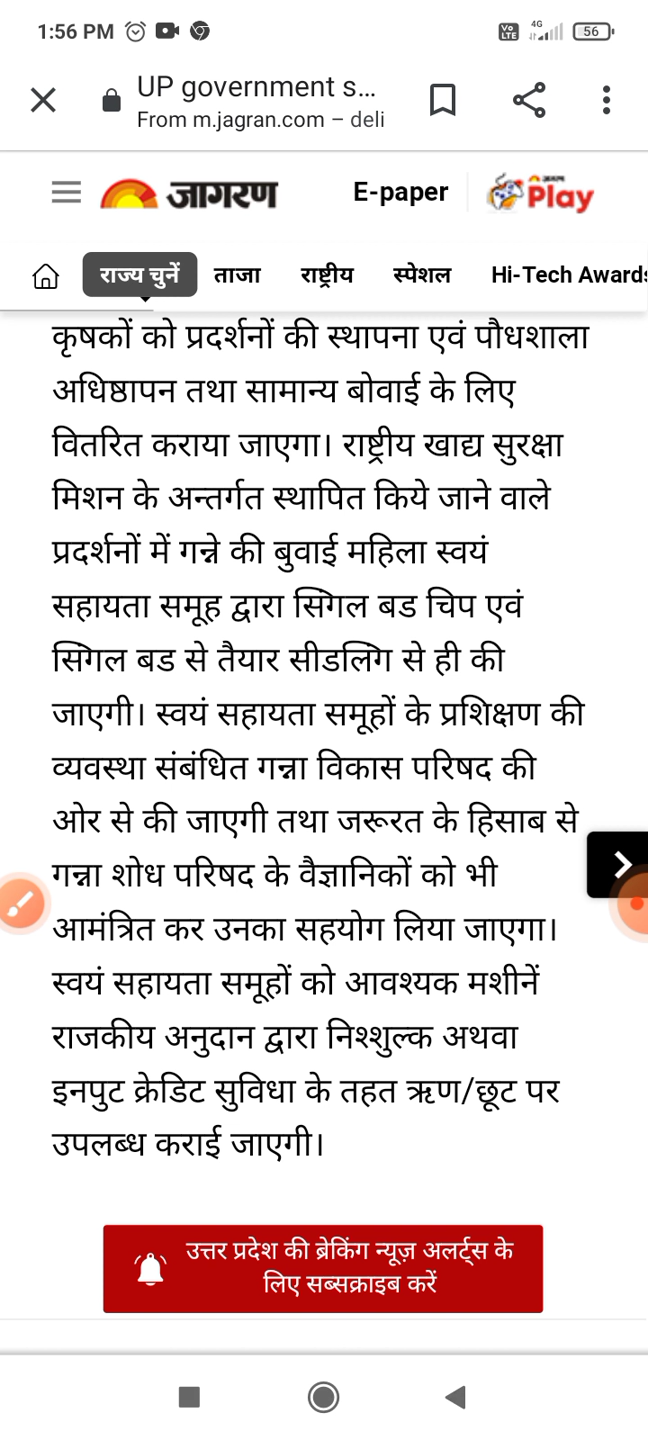 1:56 PM
Vo LTE 4G 56
UP government s...
From m.jagran.com – deli
जागरण E-paper Play
राज्य चुनें ताजा राष्ट्रीय स्पेशल Hi-Tech Awards
कृषकों को प्रदर्शनों की स्थापना एवं पौधशाला
अधिष्ठापन तथा सामान्य बोवाई के लिए
वितरित कराया जाएगा। राष्ट्रीय खाद्य सुरक्षा
मिशन के अन्तर्गत स्थापित किये जाने वाले
प्रदर्शनों में गन्ने की बुवाई महिला स्वयं
सहायता समूह द्वारा सिगल बड चिप एवं
सिगल बड से तैयार सीडलिग से ही की
जाएगी। स्वयं सहायता समूहों के प्रशिक्षण की
व्यवस्था संबंधित गन्ना विकास परिषद की
ओर से की जाएगी तथा जरूरत के हिसाब से
गन्ना शोध परिषद के वैज्ञानिकों को भी
आमंत्रित कर उनका सहयोग लिया जाएगा।
स्वयं सहायता समूहों को आवश्यक मशीनें
राजकीय अनुदान द्वारा निश्शुल्क अथवा
इनपुट क्रेडिट सुविधा के तहत ऋण/छूट पर
उपलब्ध कराई जाएगी।
उत्तर प्रदेश की ब्रेकिंग न्यूज़ अलर्ट्स के
लिए सब्सक्राइब करें